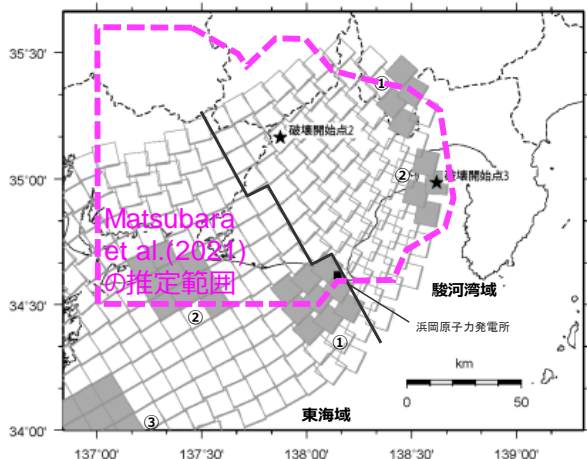 35°30'
35°00'
34°30'
34°00'
①
★破壊開始点2
②
★破壊開始点3
Matsubara
et al.(2021)
の推定範囲
駿河湾域
浜岡原子力発電所
②
①
km
0 50
東海域
③
137°00' 137°30' 138°00' 138°30' 139°00'